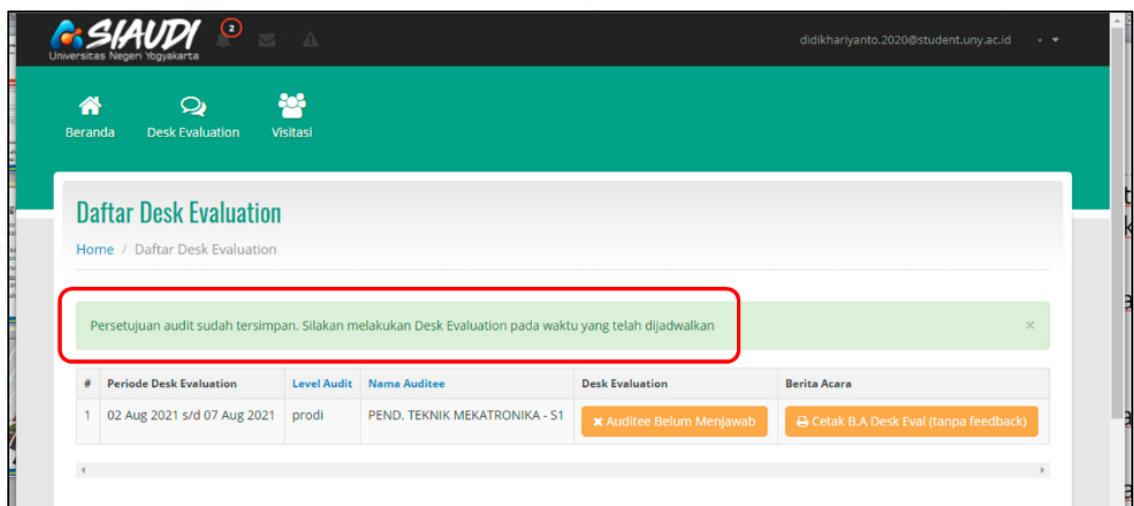 SIAUDI
2
didikhariyanto.2020@student.uny.ac.id
Universitas Negeri Yogyakarta
Beranda
Desk Evaluation
Visitasi
Daftar Desk Evaluation
Home / Daftar Desk Evaluation
Persetujuan audit sudah tersimpan. Silakan melakukan Desk Evaluation pada waktu yang telah dijadwalkan ×
# Periode Desk Evaluation Level Audit Nama Auditee Desk Evaluation Berita Acara
1 02 Aug 2021 s/d 07 Aug 2021 prodi PEND. TEKNIK MEKATRONIKA - S1 Auditee Belum Menjawab Cetak B.A Desk Eval (tanpa feedback)